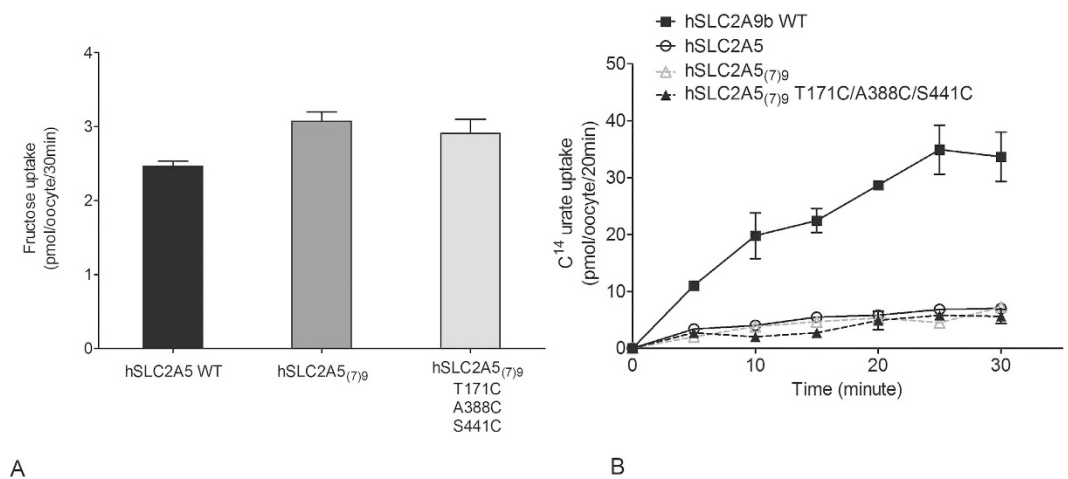 4
3
2
1
0
Fructose uptake
(pmol/oocyte/30min)
hSLC2A5 WT
hSLC2A5(7)9
hSLC2A5(7)9
T171C
A388C
S441C
A
hSLC2A9b WT
hSLC2A5
hSLC2A5(7)9
hSLC2A5(7)9 T171C/A388C/S441C
50
40
30
20
10
0
C14 urate uptake
(pmol/oocyte/20min)
0 10 20 30
Time (minute)
B